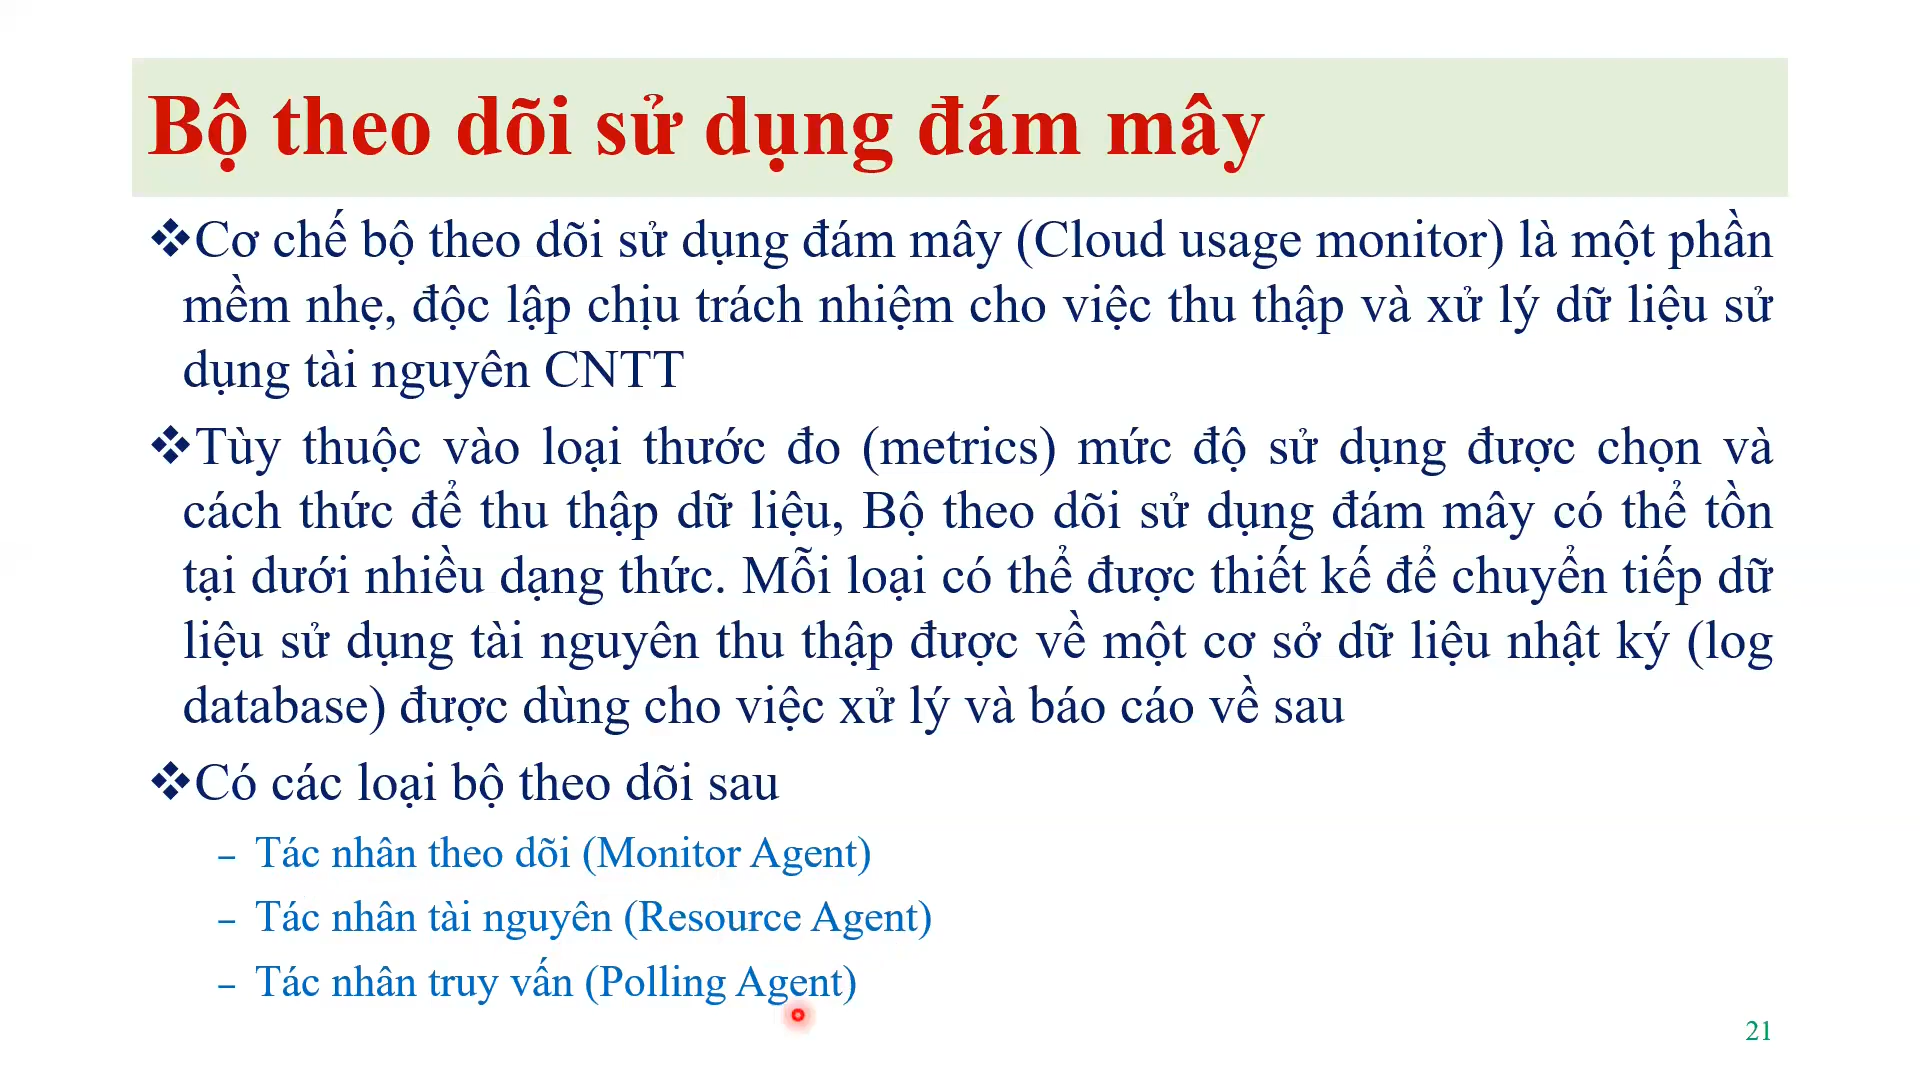 Bộ theo dõi sử dụng đám mây
❖Cơ chế bộ theo dõi sử dụng đám mây (Cloud usage monitor) là một phần
mềm nhẹ, độc lập chịu trách nhiệm cho việc thu thập và xử lý dữ liệu sử
dụng tài nguyên CNTT
❖Tùy thuộc vào loại thước đo (metrics) mức độ sử dụng được chọn và
cách thức để thu thập dữ liệu, Bộ theo dõi sử dụng đám mây có thể tồn
tại dưới nhiều dạng thức. Mỗi loại có thể được thiết kế để chuyển tiếp dữ
liệu sử dụng tài nguyên thu thập được về một cơ sở dữ liệu nhật ký (log
database) được dùng cho việc xử lý và báo cáo về sau
❖Có các loại bộ theo dõi sau
– Tác nhân theo dõi (Monitor Agent)
– Tác nhân tài nguyên (Resource Agent)
– Tác nhân truy vấn (Polling Agent)
21